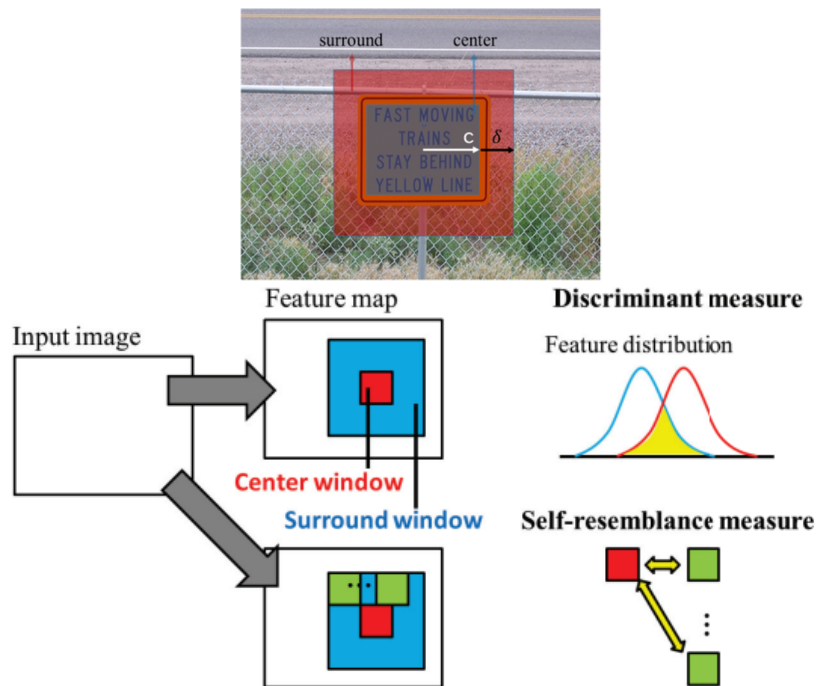 surround
center
FAST MOVING
TRAINS
STAY BEHIND
YELLOW LINE
C
δ
Feature map
Discriminant measure
Input image
Feature distribution
Center window
Surround window
Self-resemblance measure